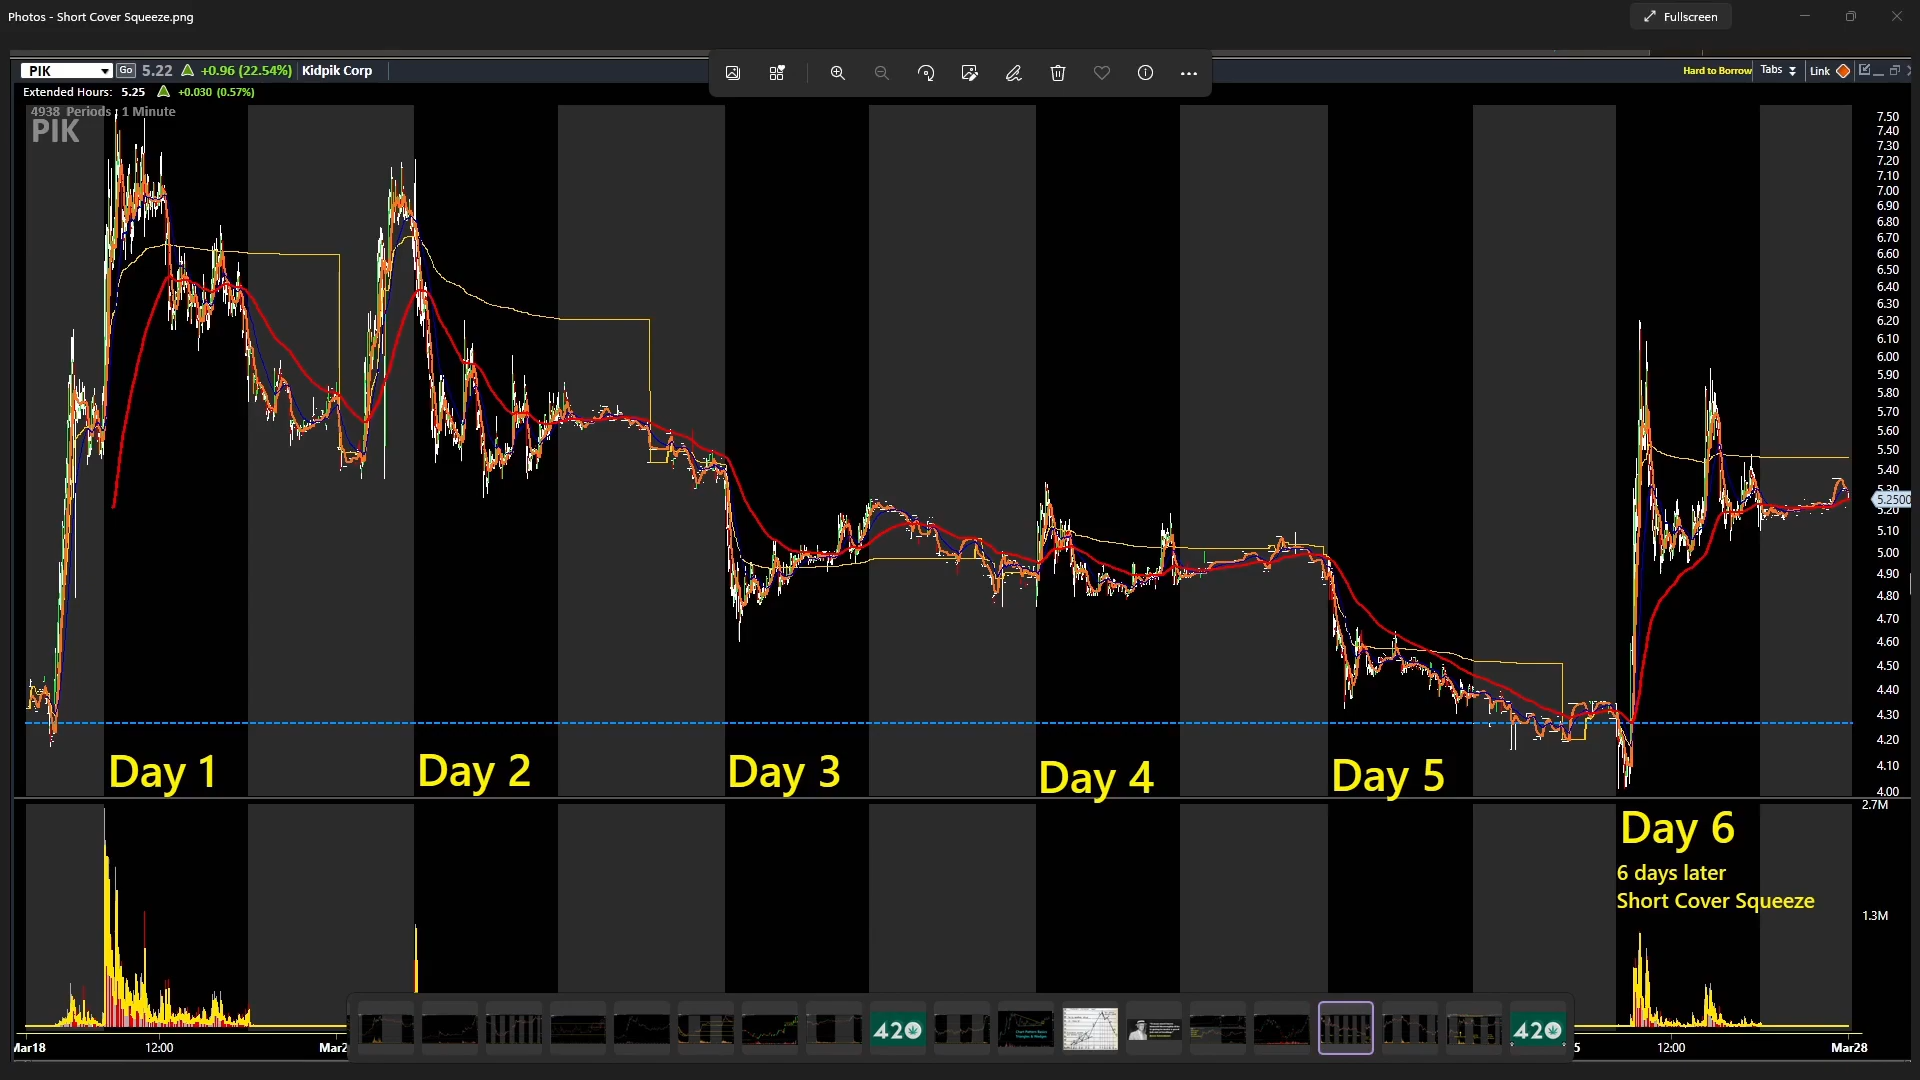 Photos - Short Cover Squeeze.png
Fullscreen
PIK Go 5.22 +0.96 (22.54%) Kidpik Corp
Hard to Borrow Tabs Link
Extended Hours: 5.25 +0.030 (0.57%)
4938 Periods : 1 Minute
PIK
7.50
7.40
7.30
7.20
7.10
7.00
6.90
6.80
6.70
6.60
6.50
6.40
6.30
6.20
6.10
6.00
5.90
5.80
5.70
5.60
5.50
5.40
5.30
5.2500
5.20
5.10
5.00
4.90
4.80
4.70
4.60
4.50
4.40
4.30
4.20
4.10
4.00
Day 1
Day 2
Day 3
Day 4
Day 5
2.7M
Day 6
6 days later
Short Cover Squeeze
1.3M
420
420
Mar18 12:00 Mar2 5 12:00 Mar28